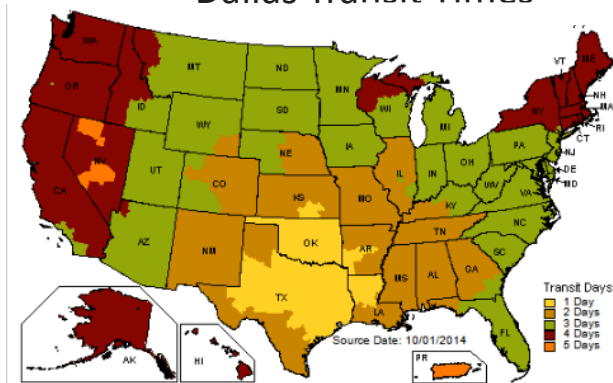 Dallas Transit Times
WA
MT
ND
MN
VT
ME
OR
ID
SD
WI
NY
NH
MA
WY
MI
RI
CT
IA
PA
NJ
NV
NE
OH
DE
UT
IL
IN
MD
CA
CO
WV
VA
KS
MO
KY
NC
AZ
NM
OK
AR
TN
SC
MS
AL
GA
TX
LA
FL
AK
HI
PR
Source Date: 10/01/2014
Transit Days
1 Day
2 Days
3 Days
4 Days
5 Days